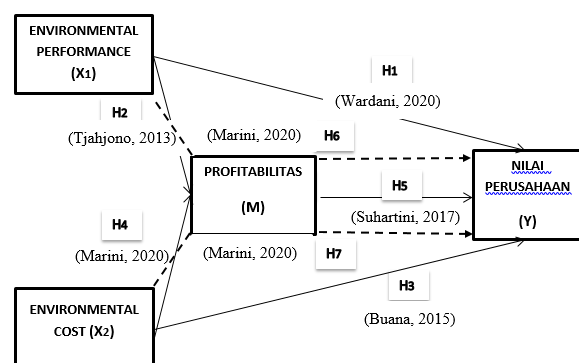 ENVIRONMENTAL
PERFORMANCE
(X1)
H1
(Wardani, 2020)
H2
(Tjahjono, 2013)
(Marini, 2020)
H6
PROFITABILITAS
(M)
NILAI
PERUSAHAAN
(Y)
H5
(Suhartini, 2017)
H4
(Marini, 2020)
(Marini, 2020)
H7
H3
(Buana, 2015)
ENVIRONMENTAL
COST (X2)